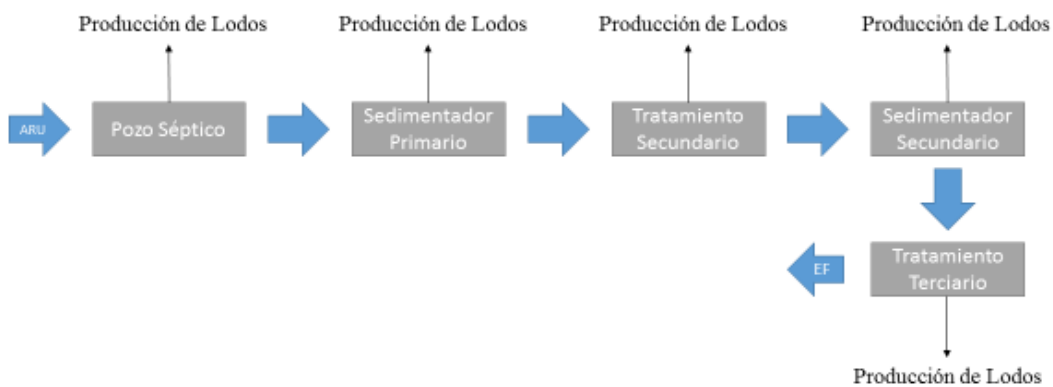 Producción de Lodos
Producción de Lodos
Producción de Lodos
Producción de Lodos
ARU
Pozo Séptico
Sedimentador
Primario
Tratamiento
Secundario
Sedimentador
Secundario
EF
Tratamiento
Terciario
Producción de Lodos